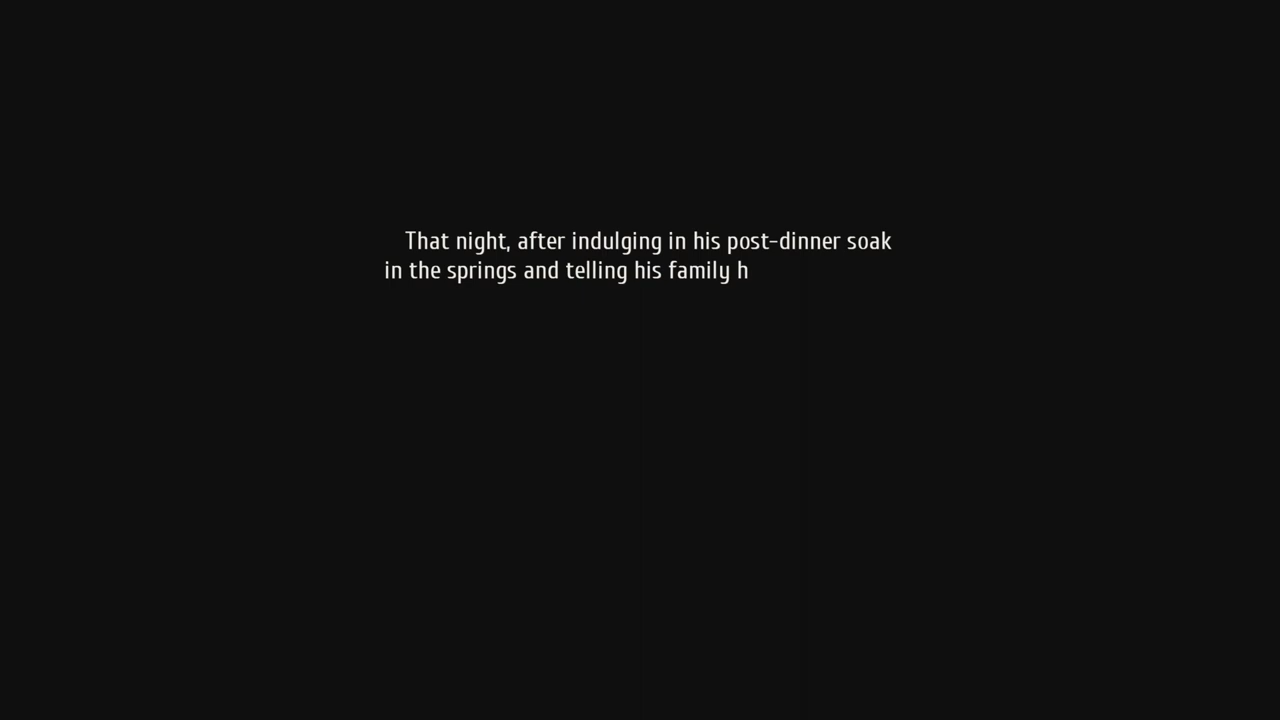 That night, after indulging in his post-dinner soak
in the springs and telling his family h